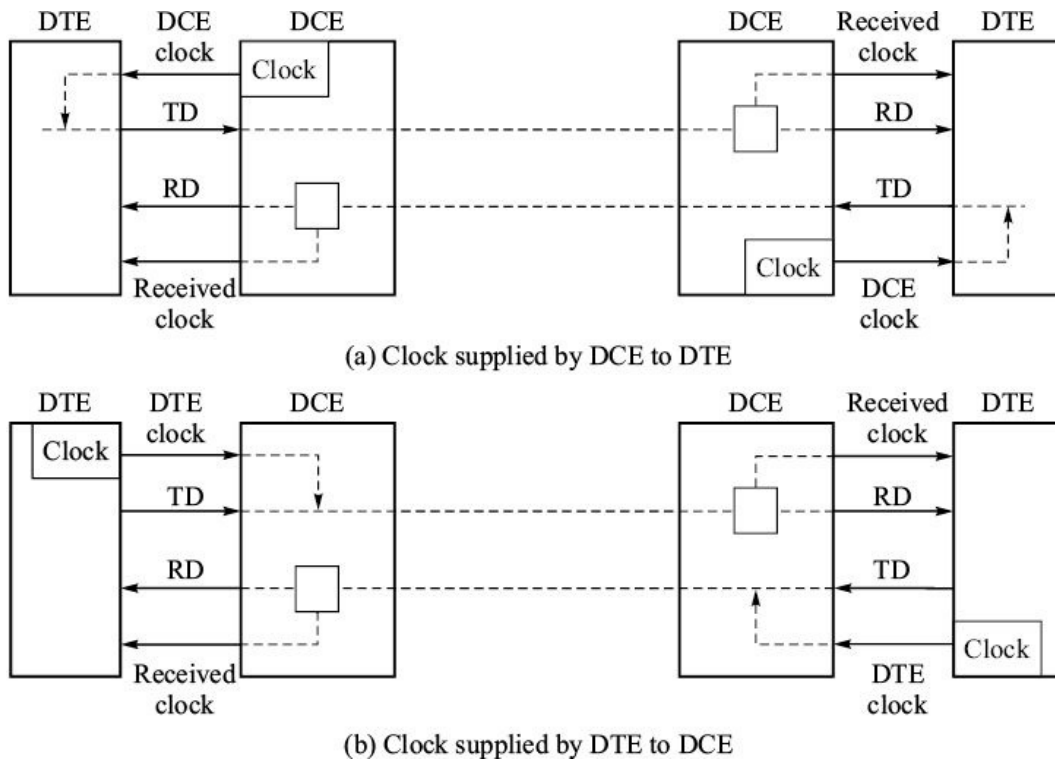 DTE DCE DCE DCE Received DTE
clock clock
Clock
TD RD
RD TD
Clock
Received DCE
clock clock
(a) Clock supplied by DCE to DTE
DTE DTE DCE DCE Received DTE
clock clock
Clock
TD RD
RD TD
Clock
Received DTE
clock clock
(b) Clock supplied by DTE to DCE